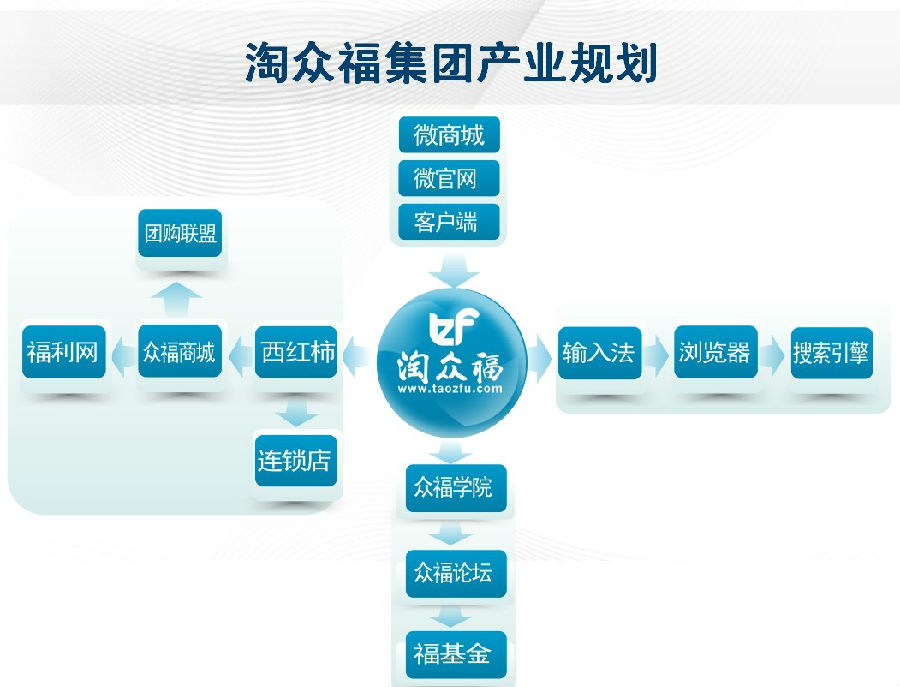 淘众福集团产业规划
微商城
微官网
客户端
团购联盟
福利网
众福商城
西红柿
连锁店
淘众福
www.taozfu.com
输入法
浏览器
搜索引擎
众福学院
众福论坛
福基金